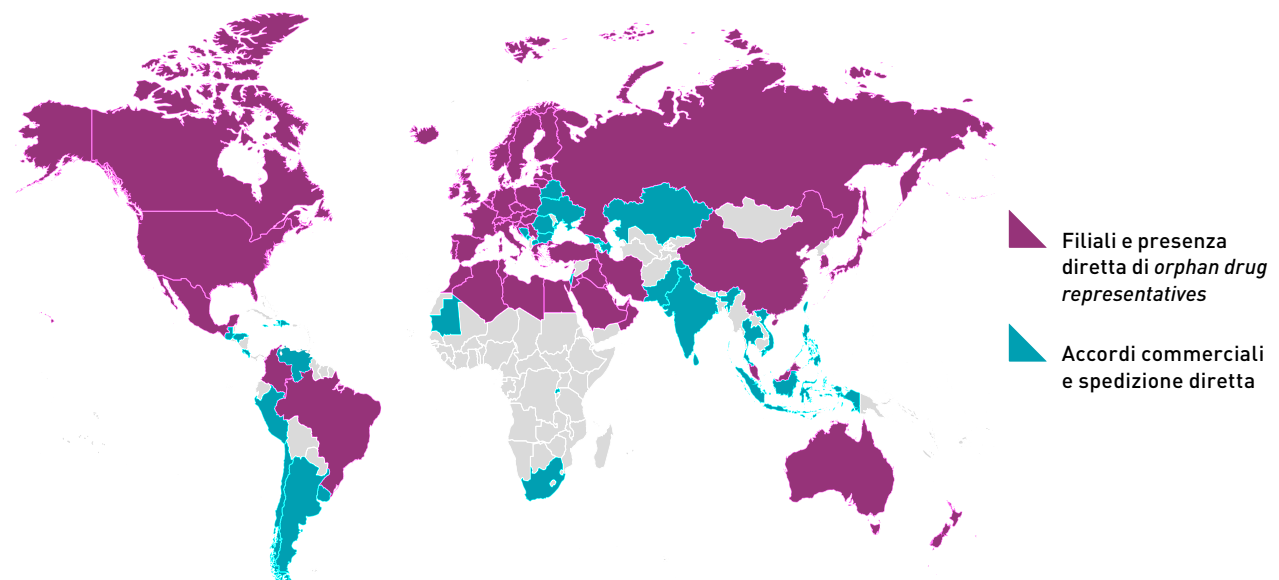 Filiali e presenza
diretta di orphan drug
representatives
Accordi commerciali
e spedizione diretta